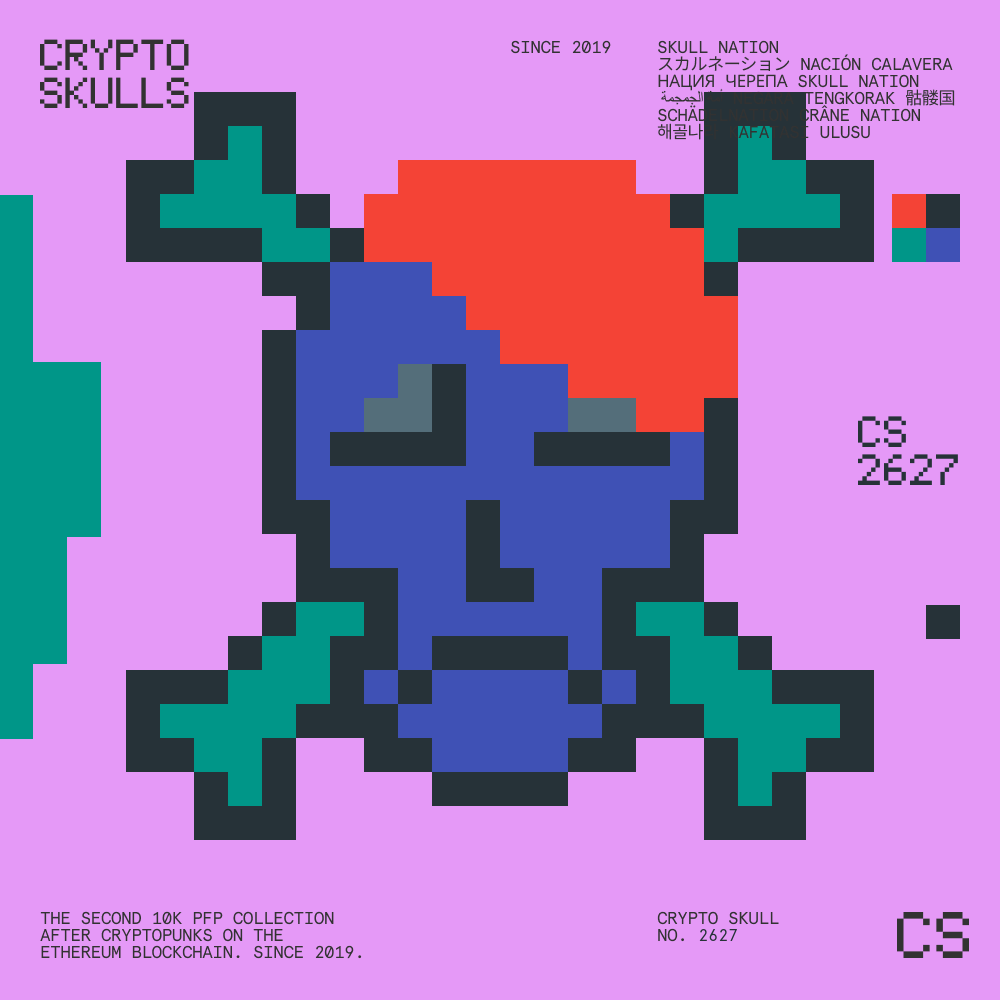 CRYPTO
SKULLS
SINCE 2019
SKULL NATION
スカルネーション NACIÓN CALAVERA
НАЦИЯ ЧЕРЕПА SKULL NATION
الجمجمة TENGKORAK 骷髅国
CRÂNE NATION
ULUSU
CS
2627
THE SECOND 10K PFP COLLECTION
AFTER CRYPTOPUNKS ON THE
ETHEREUM BLOCKCHAIN. SINCE 2019.
CRYPTO SKULL
NO. 2627
CS